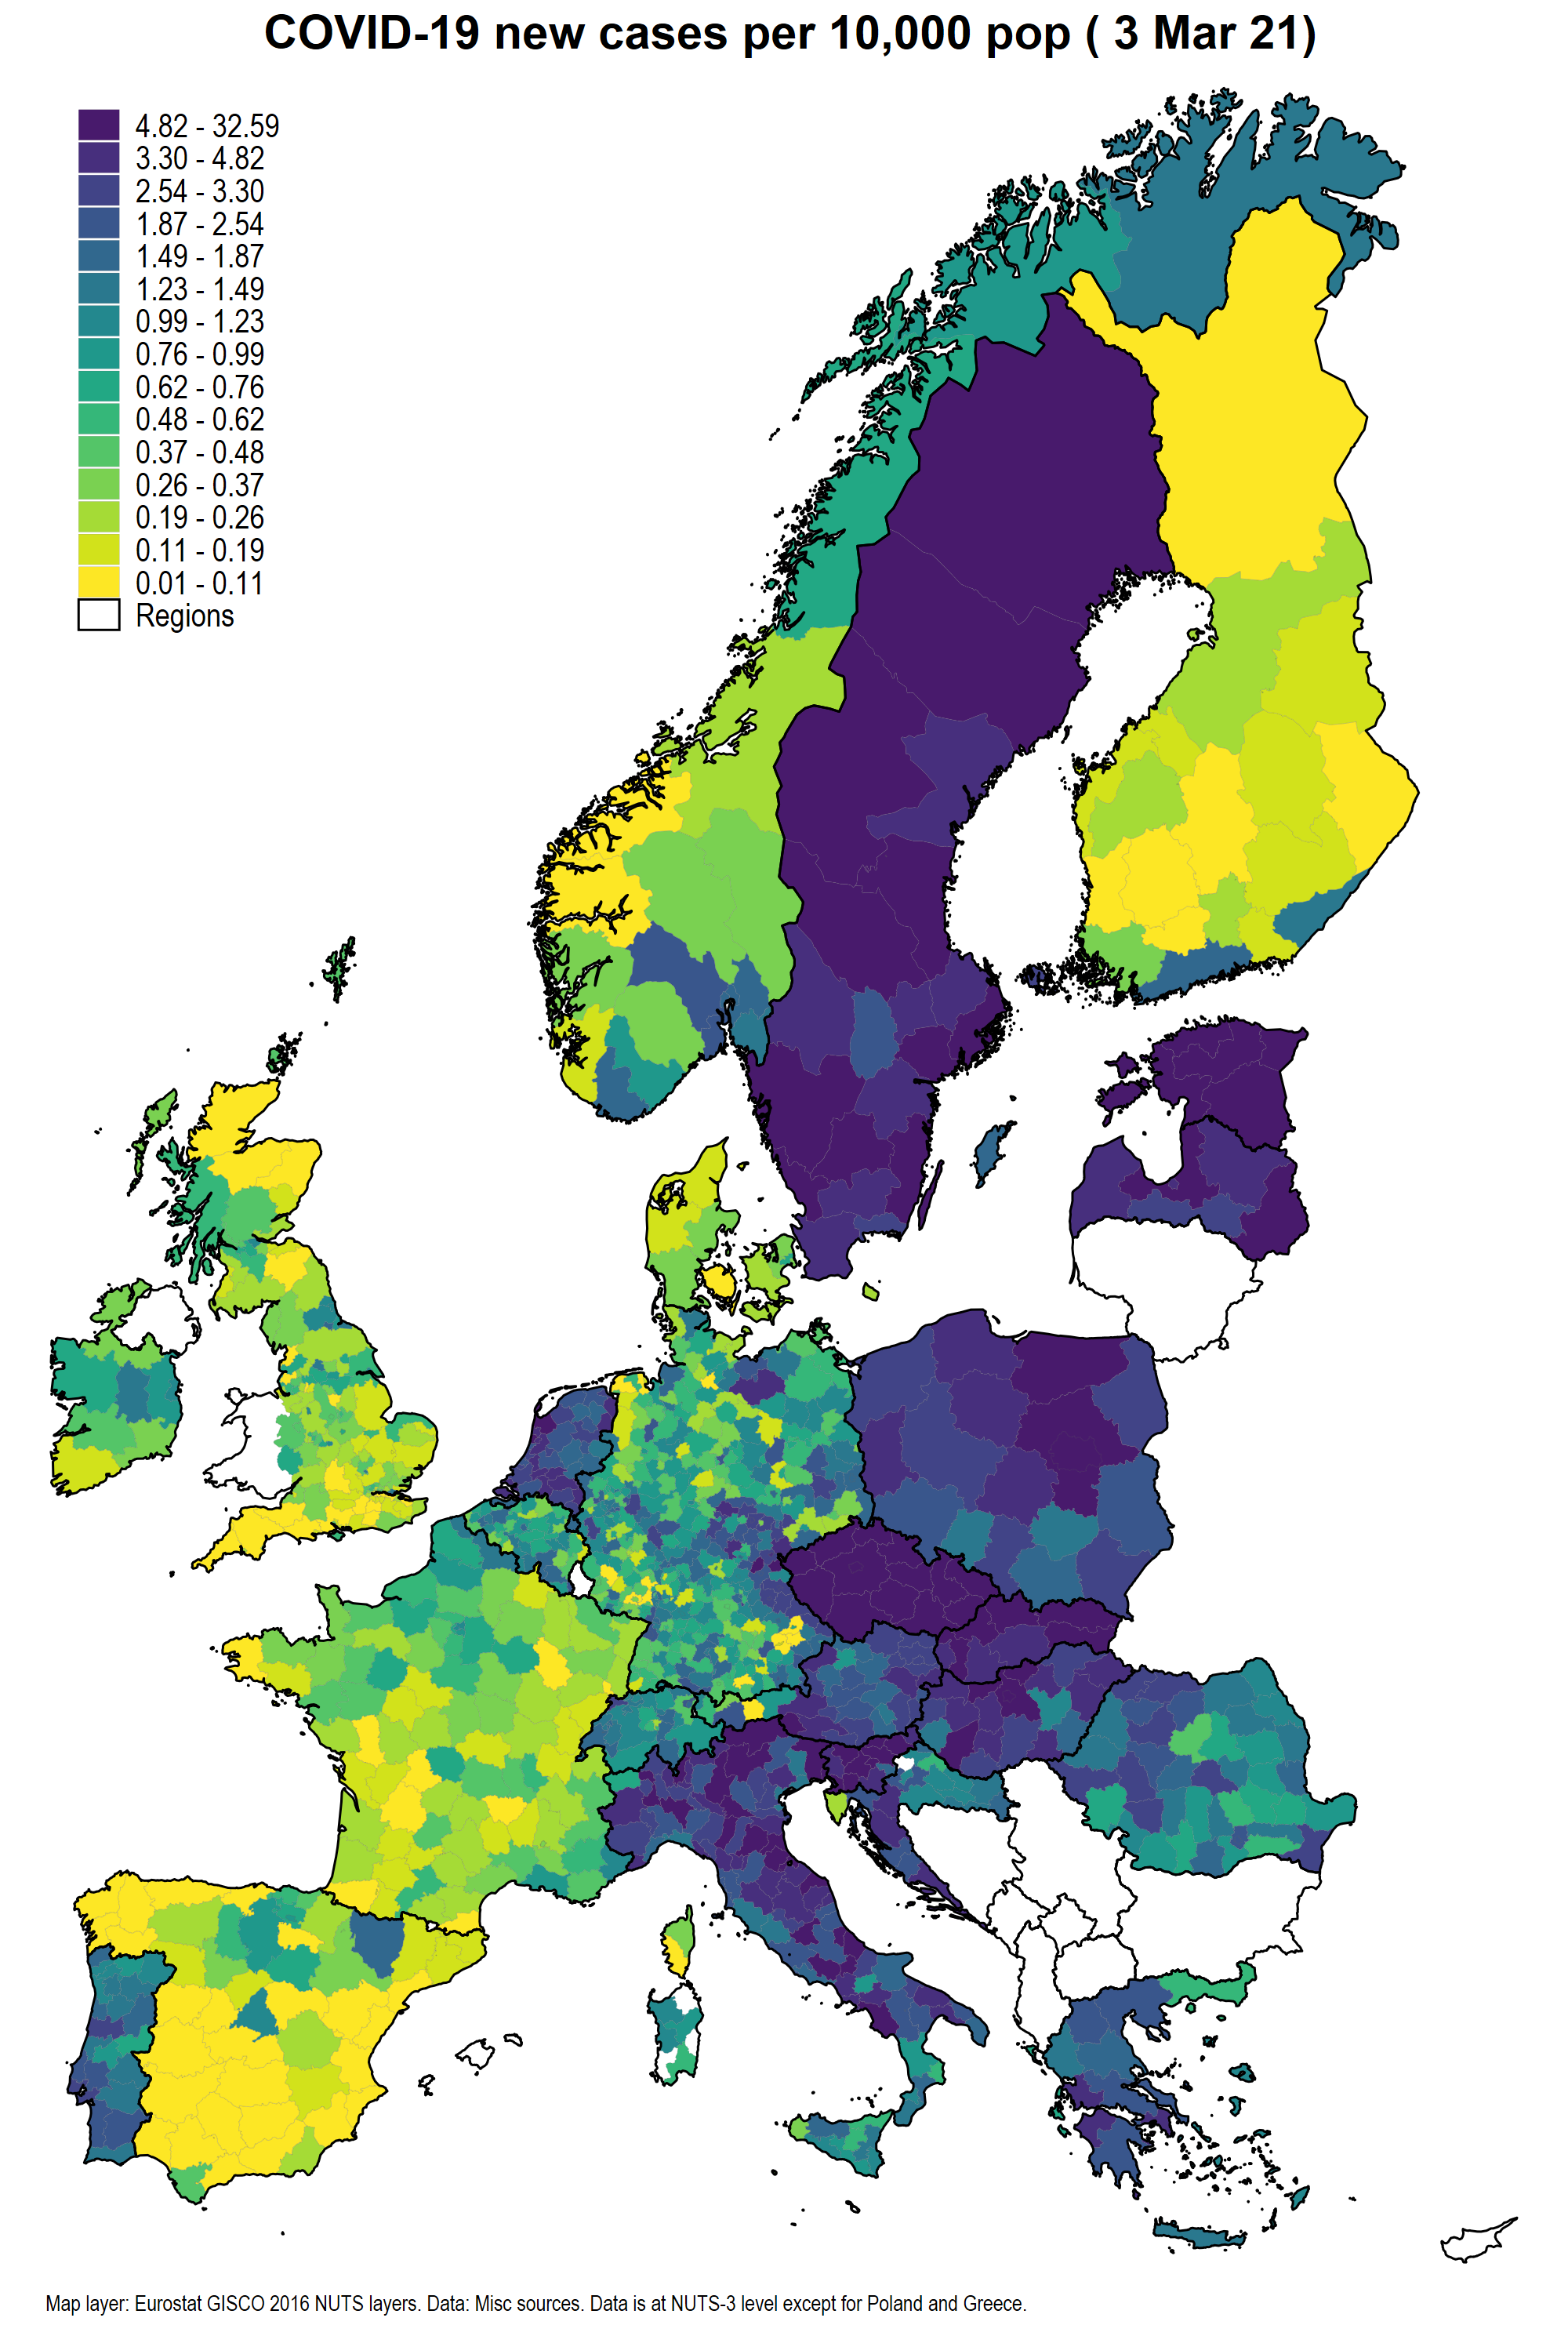 COVID-19 new cases per 10,000 pop ( 3 Mar 21)
4.82 - 32.59
3.30 - 4.82
2.54 - 3.30
1.87 - 2.54
1.49 - 1.87
1.23 - 1.49
0.99 - 1.23
0.76 - 0.99
0.62 - 0.76
0.48 - 0.62
0.37 - 0.48
0.26 - 0.37
0.19 - 0.26
0.11 - 0.19
0.01 - 0.11
Regions
Map layer: Eurostat GISCO 2016 NUTS layers. Data: Misc sources. Data is at NUTS-3 level except for Poland and Greece.